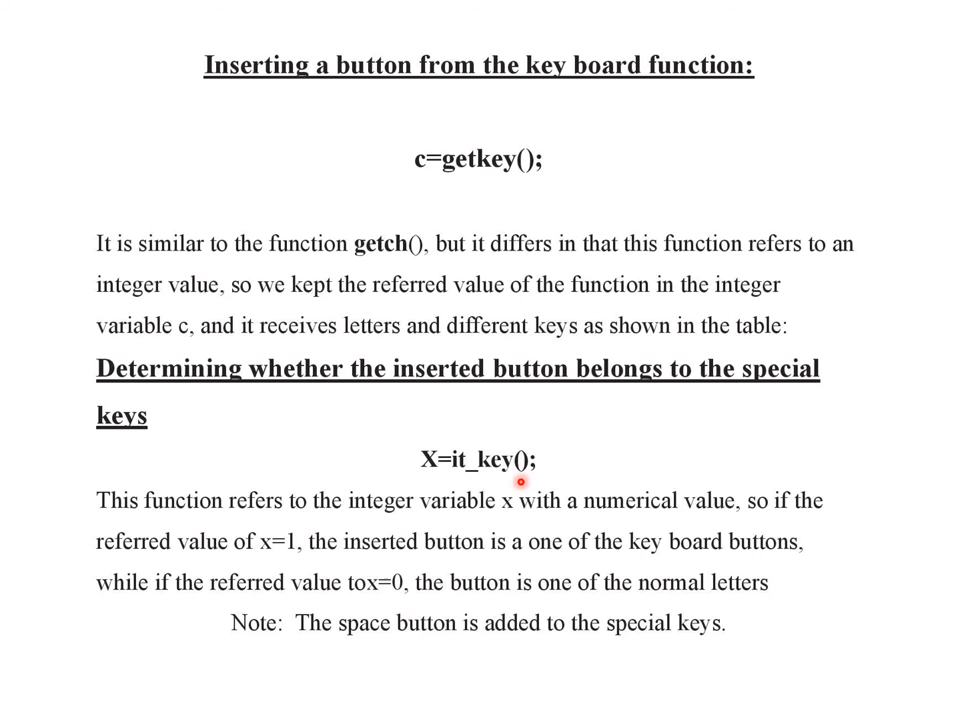 Inserting a button from the key board function:
c=getkey();
It is similar to the function getch(), but it differs in that this function refers to an
integer value, so we kept the referred value of the function in the integer
variable c, and it receives letters and different keys as shown in the table:
Determining whether the inserted button belongs to the special
keys
X=it_key();
This function refers to the integer variable x with a numerical value, so if the
referred value of x=1, the inserted button is a one of the key board buttons,
while if the referred value tox=0, the button is one of the normal letters
Note: The space button is added to the special keys.